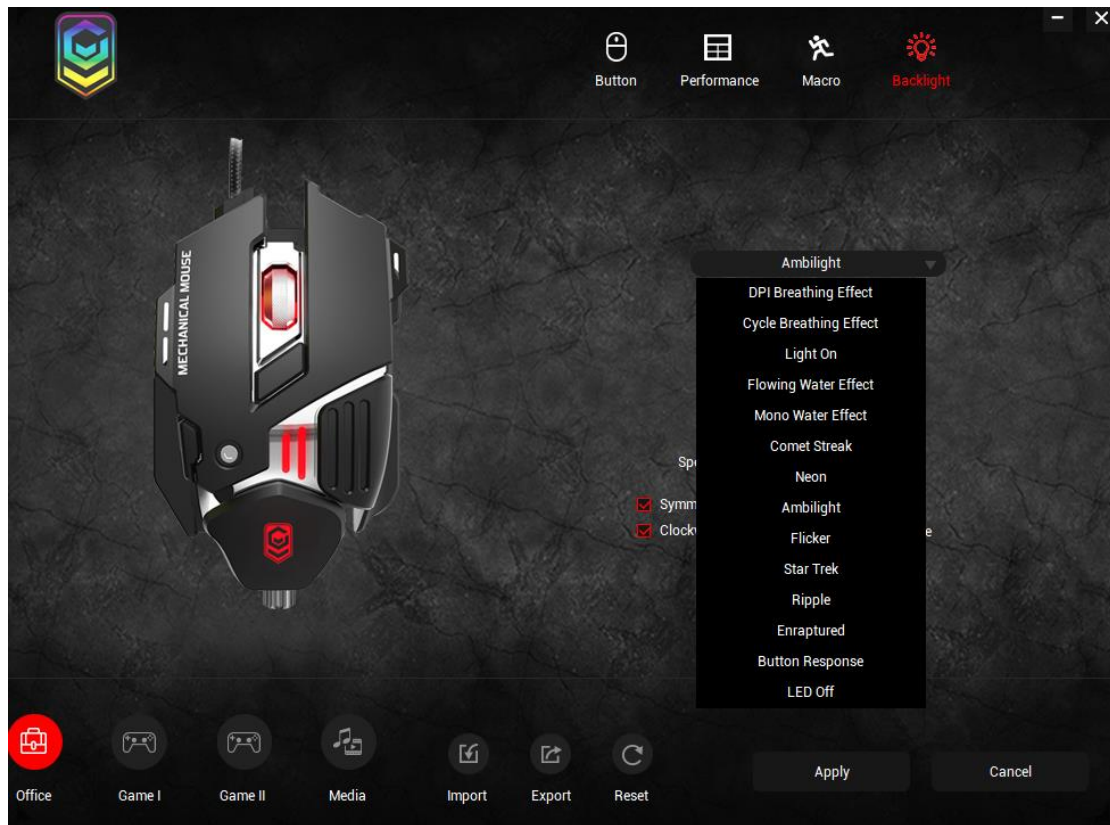 Button
Performance
Macro
Backlight
MECHANICAL MOUSE
Ambilight
DPI Breathing Effect
Cycle Breathing Effect
Light On
Flowing Water Effect
Mono Water Effect
Comet Streak
Neon
Ambilight
Flicker
Star Trek
Ripple
Enraptured
Button Response
LED Off
Office
Game I
Game II
Media
Import
Export
Reset
Apply
Cancel